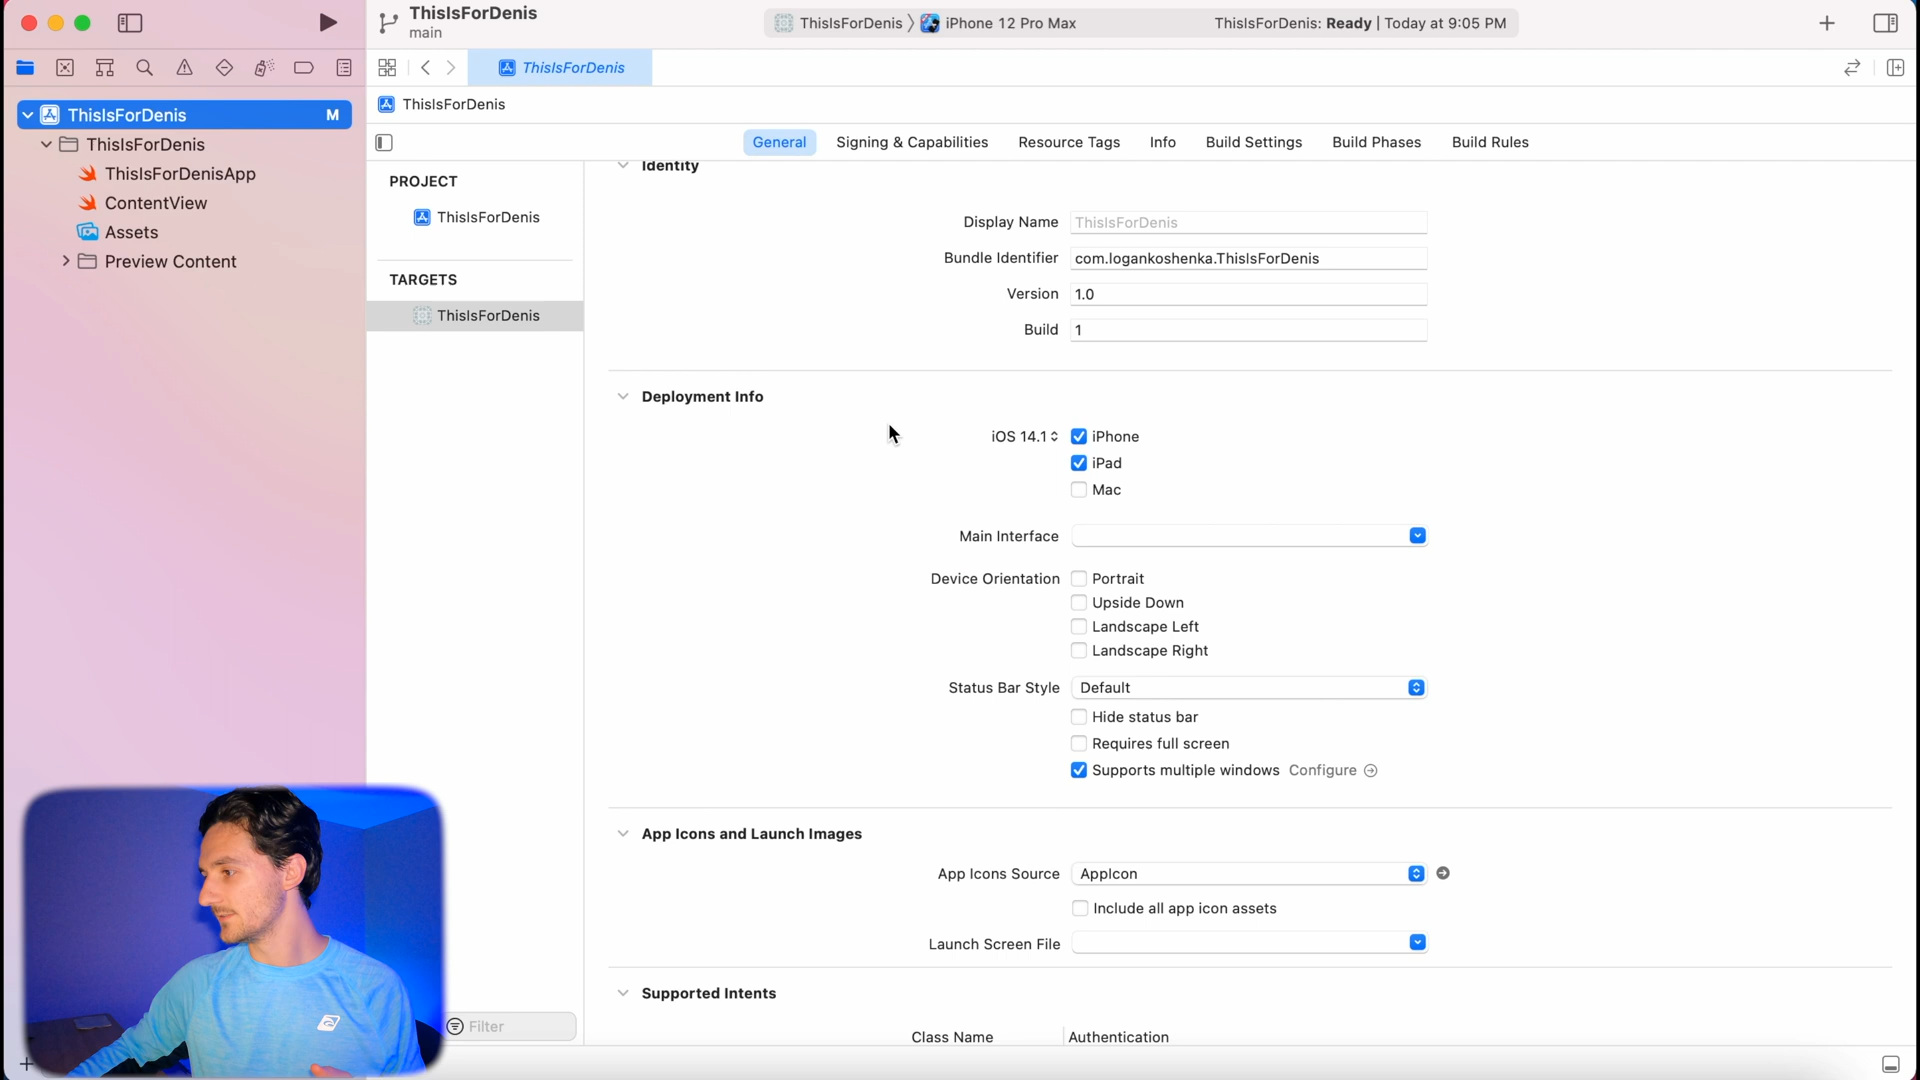 ThisIsForDenis
main
ThisIsForDenis
iPhone 12 Pro Max
ThisIsForDenis: Ready | Today at 9:05 PM
ThisIsForDenis
ThisIsForDenis M
ThisIsForDenis
ThisIsForDenisApp
ContentView
Assets
Preview Content
ThisIsForDenis
General
Signing & Capabilities
Resource Tags
Info
Build Settings
Build Phases
Build Rules
PROJECT
ThisIsForDenis
TARGETS
ThisIsForDenis
Filter
Identity
Display Name ThisIsForDenis
Bundle Identifier com.logankoshenka.ThisIsForDenis
Version 1.0
Build 1
Deployment Info
iOS 14.1 iPhone
iPad
Mac
Main Interface
Device Orientation Portrait
Upside Down
Landscape Left
Landscape Right
Status Bar Style Default
Hide status bar
Requires full screen
Supports multiple windows Configure
App Icons and Launch Images
App Icons Source AppIcon
Include all app icon assets
Launch Screen File
Supported Intents
Class Name Authentication